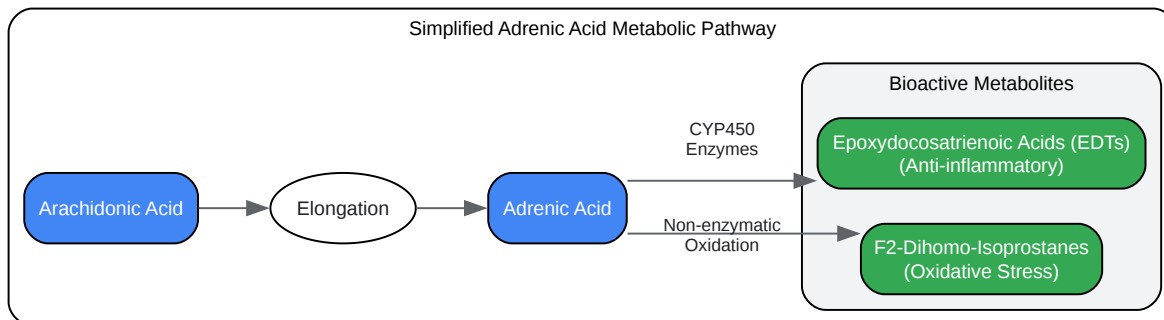 Simplified Adrenic Acid Metabolic Pathway
Bioactive Metabolites
CYP450
Enzymes
Epoxydocosatrienoic Acids (EDTs)
(Anti-inflammatory)
Arachidonic Acid
Elongation
Adrenic Acid
Non-enzymatic
Oxidation
F2-Dihomo-Isoprostanes
(Oxidative Stress)